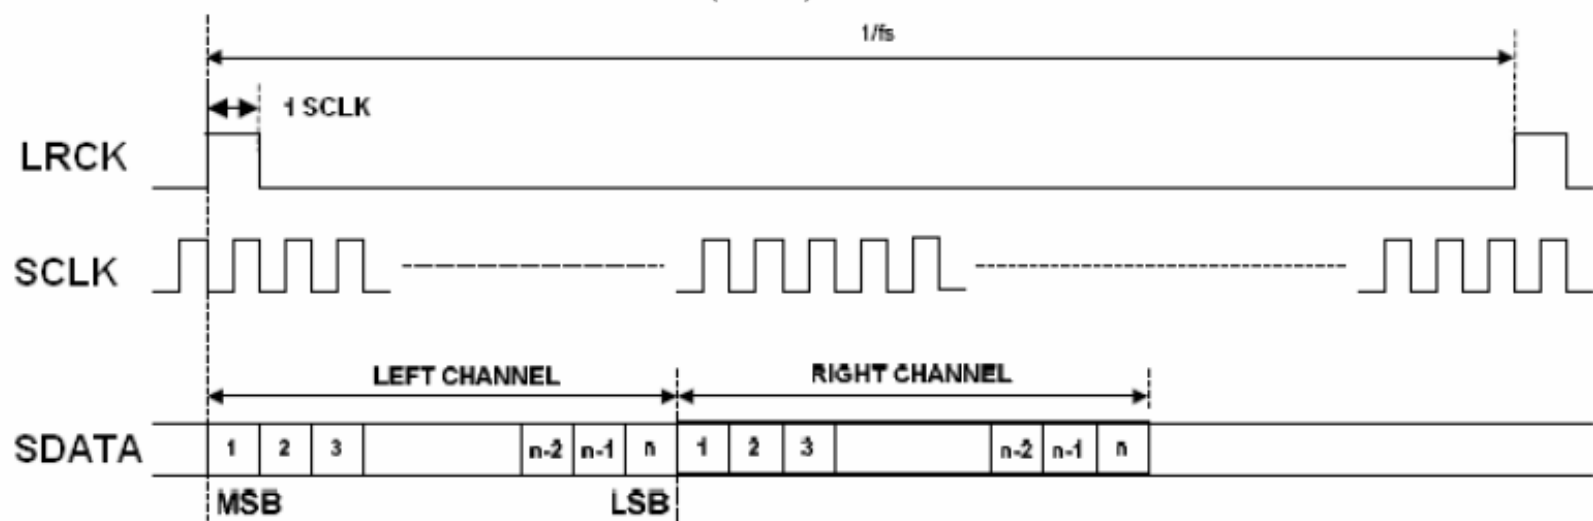 1/fs
1 SCLK
LRCK
SCLK
LEFT CHANNEL
RIGHT CHANNEL
SDATA
1 2 3 n-2 n-1 n 1 2 3 n-2 n-1 n
MSB
LSB